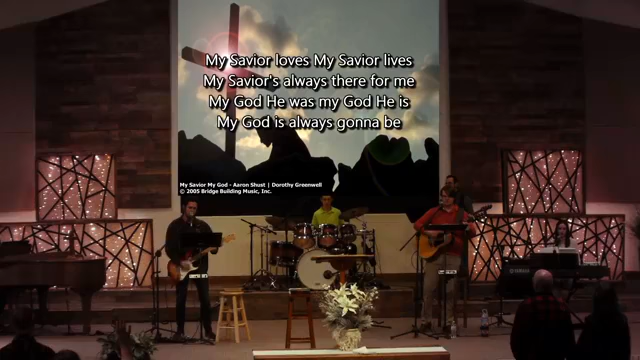 My Savior loves My Savior lives
My Savior's always there for me
My God He was my God He is
My God is always gonna be
My Savior My God - Aaron Shust | Dorothy Greenwell
© 2005 Bridge Building Music, Inc.
YAMAHA